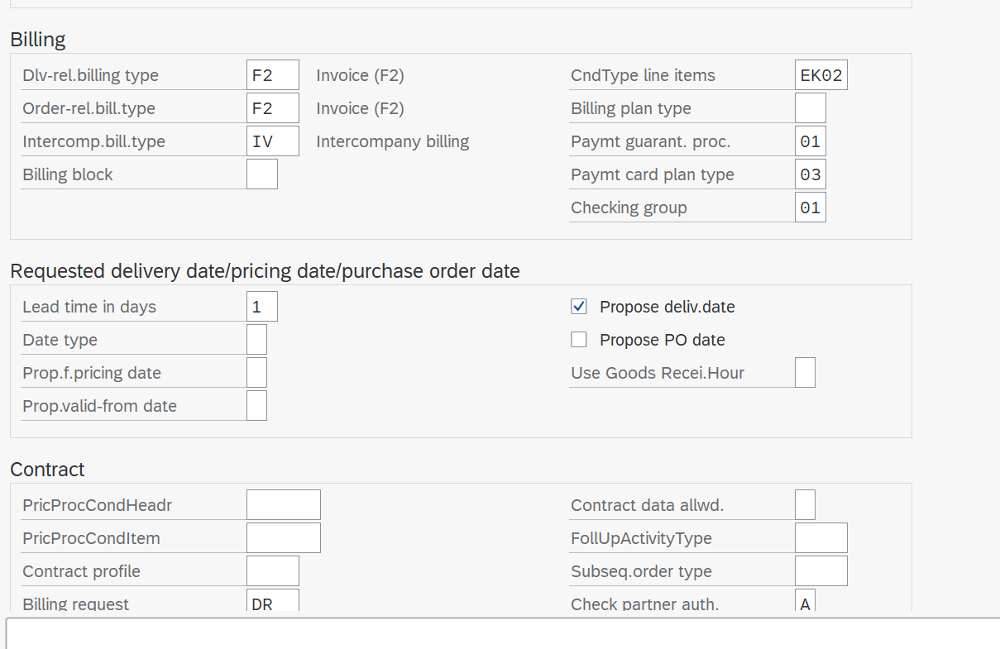 Billing
Dlv-rel.billing type F2 Invoice (F2) CndType line items EK02
Order-rel.bill.type F2 Invoice (F2) Billing plan type
Intercomp.bill.type IV Intercompany billing Paymt guarant. proc. 01
Billing block Paymt card plan type 03
Checking group 01
Requested delivery date/pricing date/purchase order date
Lead time in days 1 Propose deliv.date
Date type Propose PO date
Prop.f.pricing date Use Goods Recei.Hour
Prop.valid-from date
Contract
PricProcCondHeadr Contract data allwd.
PricProcCondItem FollUpActivityType
Contract profile Subseq.order type
Billing request DR Check partner auth. A